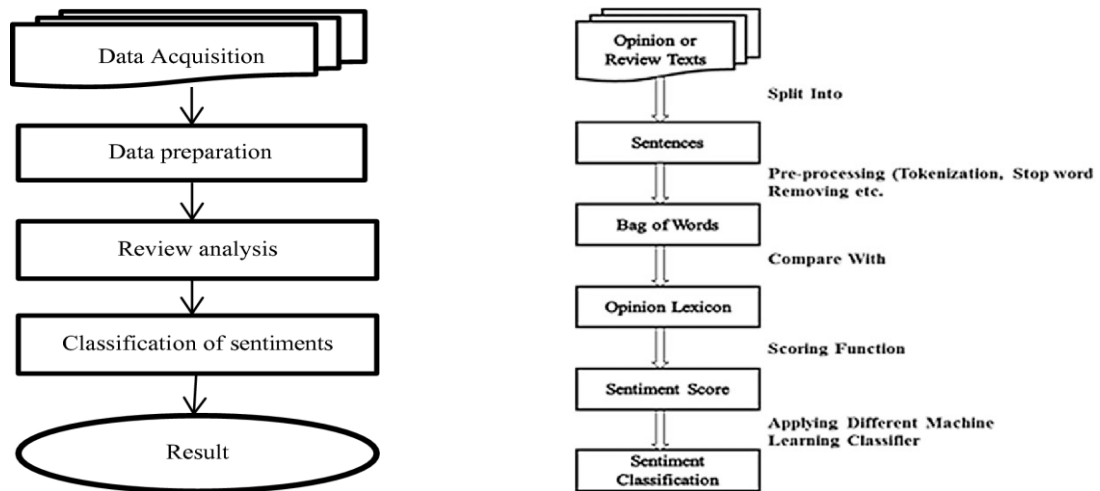 Data Acquisition
Data preparation
Review analysis
Classification of sentiments
Result
Opinion or
Review Texts
Split Into
Sentences
Pre-processing (Tokenization, Stop word
Removing etc.
Bag of Words
Compare With
Opinion Lexicon
Scoring Function
Sentiment Score
Applying Different Machine
Learning Classifier
Sentiment
Classification